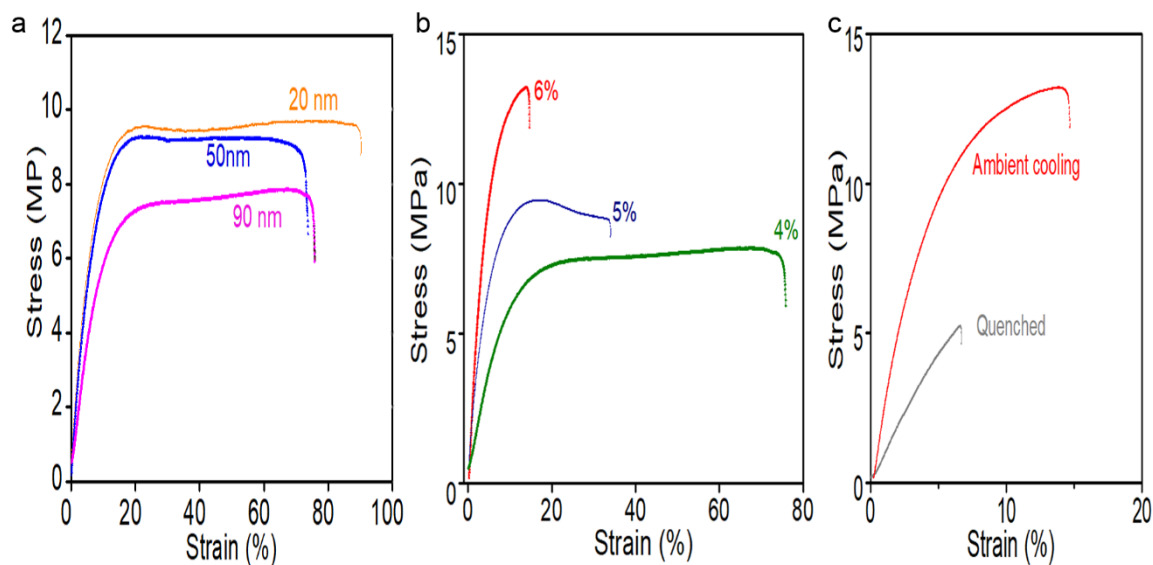 a
12
10
8
6
4
2
0
Stress (MP)
20 nm
50nm
90 nm
0 20 40 60 80 100
Strain (%)
b
15
10
5
0
Stress (MPa)
6%
5%
4%
0 20 40 60 80
Strain (%)
c
15
10
5
0
Stress (MPa)
Ambient cooling
Quenched
0 10 20
Strain (%)